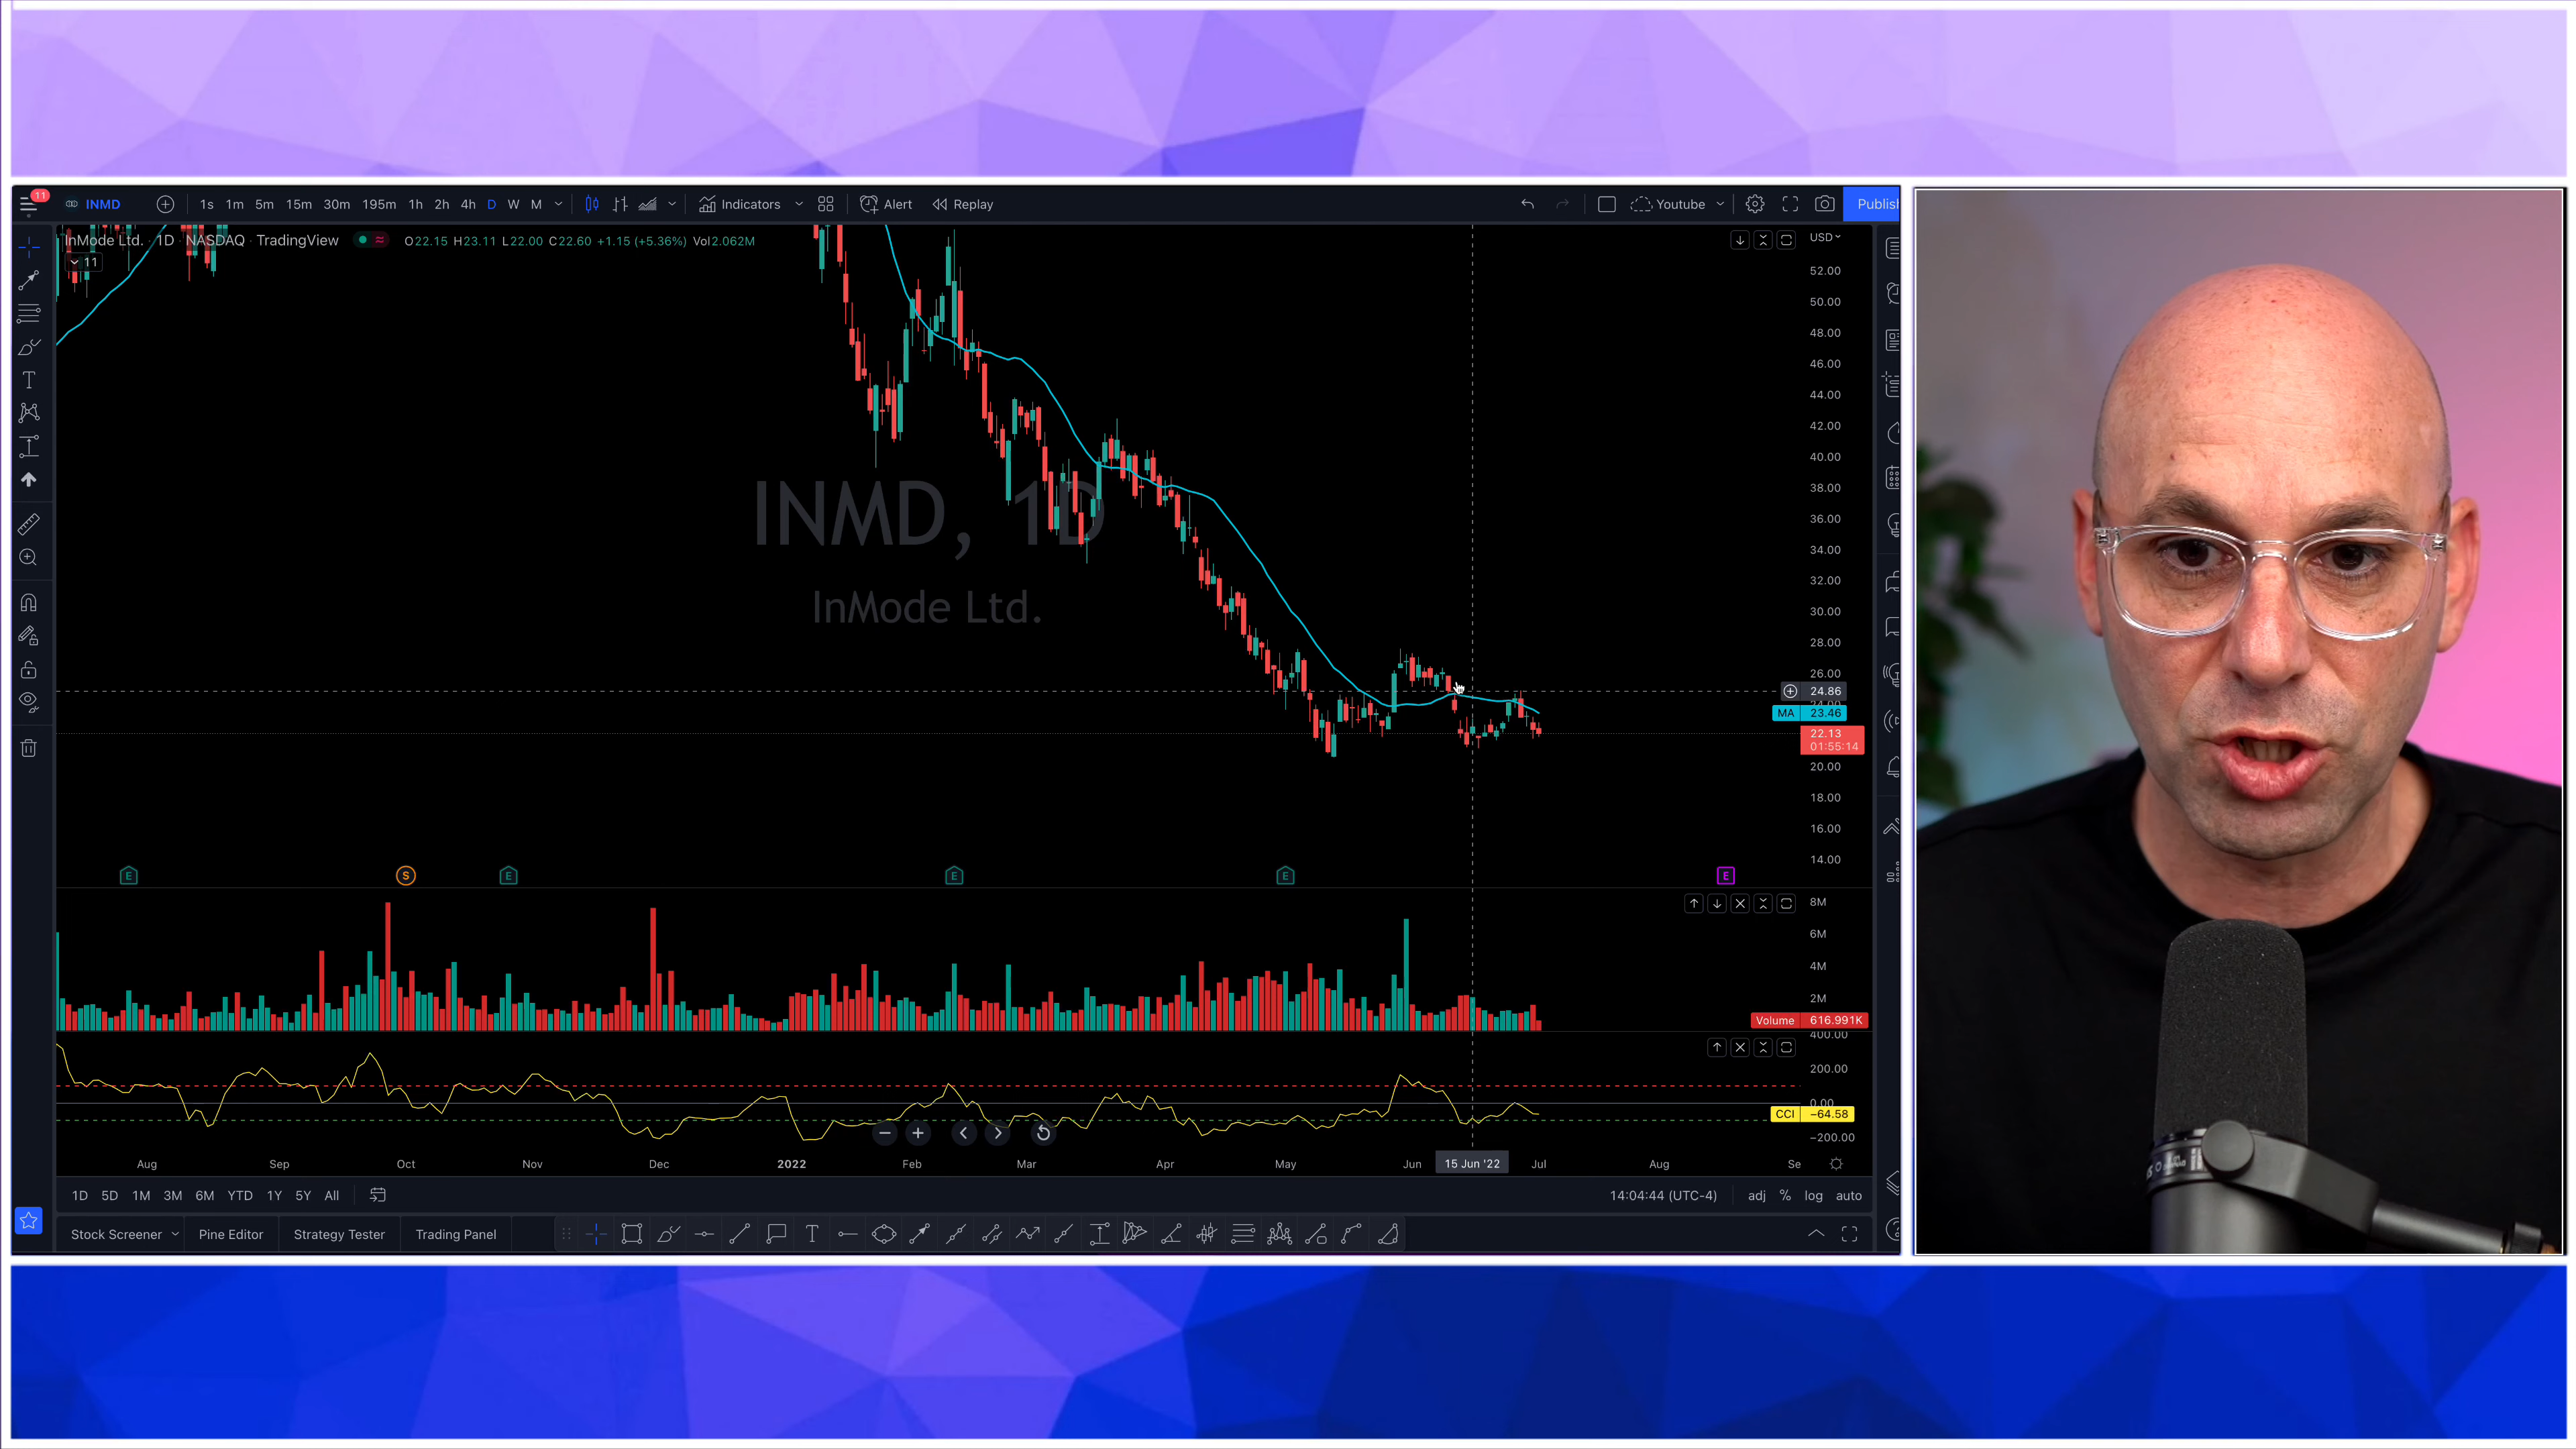 11
INMD
1s 1m 5m 15m 30m 195m 1h 2h 4h D W M
Indicators
Alert
Replay
Youtube
Publish
InMode Ltd. · 1D · NASDAQ · TradingView
O22.15 H23.11 L22.00 C22.60 +1.15 (+5.36%) Vol2.062M
USD
11
52.00
50.00
48.00
46.00
44.00
42.00
40.00
38.00
36.00
34.00
32.00
30.00
28.00
26.00
24.86
24.00
MA 23.46
22.13
01:55:14
20.00
18.00
16.00
14.00
INMD, 1D
InMode Ltd.
E S E E E E
8M
6M
4M
2M
Volume 616.991K
400.00
200.00
0.00
CCI −64.58
−200.00
Aug Sep Oct Nov Dec 2022 Feb Mar Apr May Jun 15 Jun '22 Jul Aug Se
1D 5D 1M 3M 6M YTD 1Y 5Y All
14:04:44 (UTC-4) adj % log auto
Stock Screener Pine Editor Strategy Tester Trading Panel